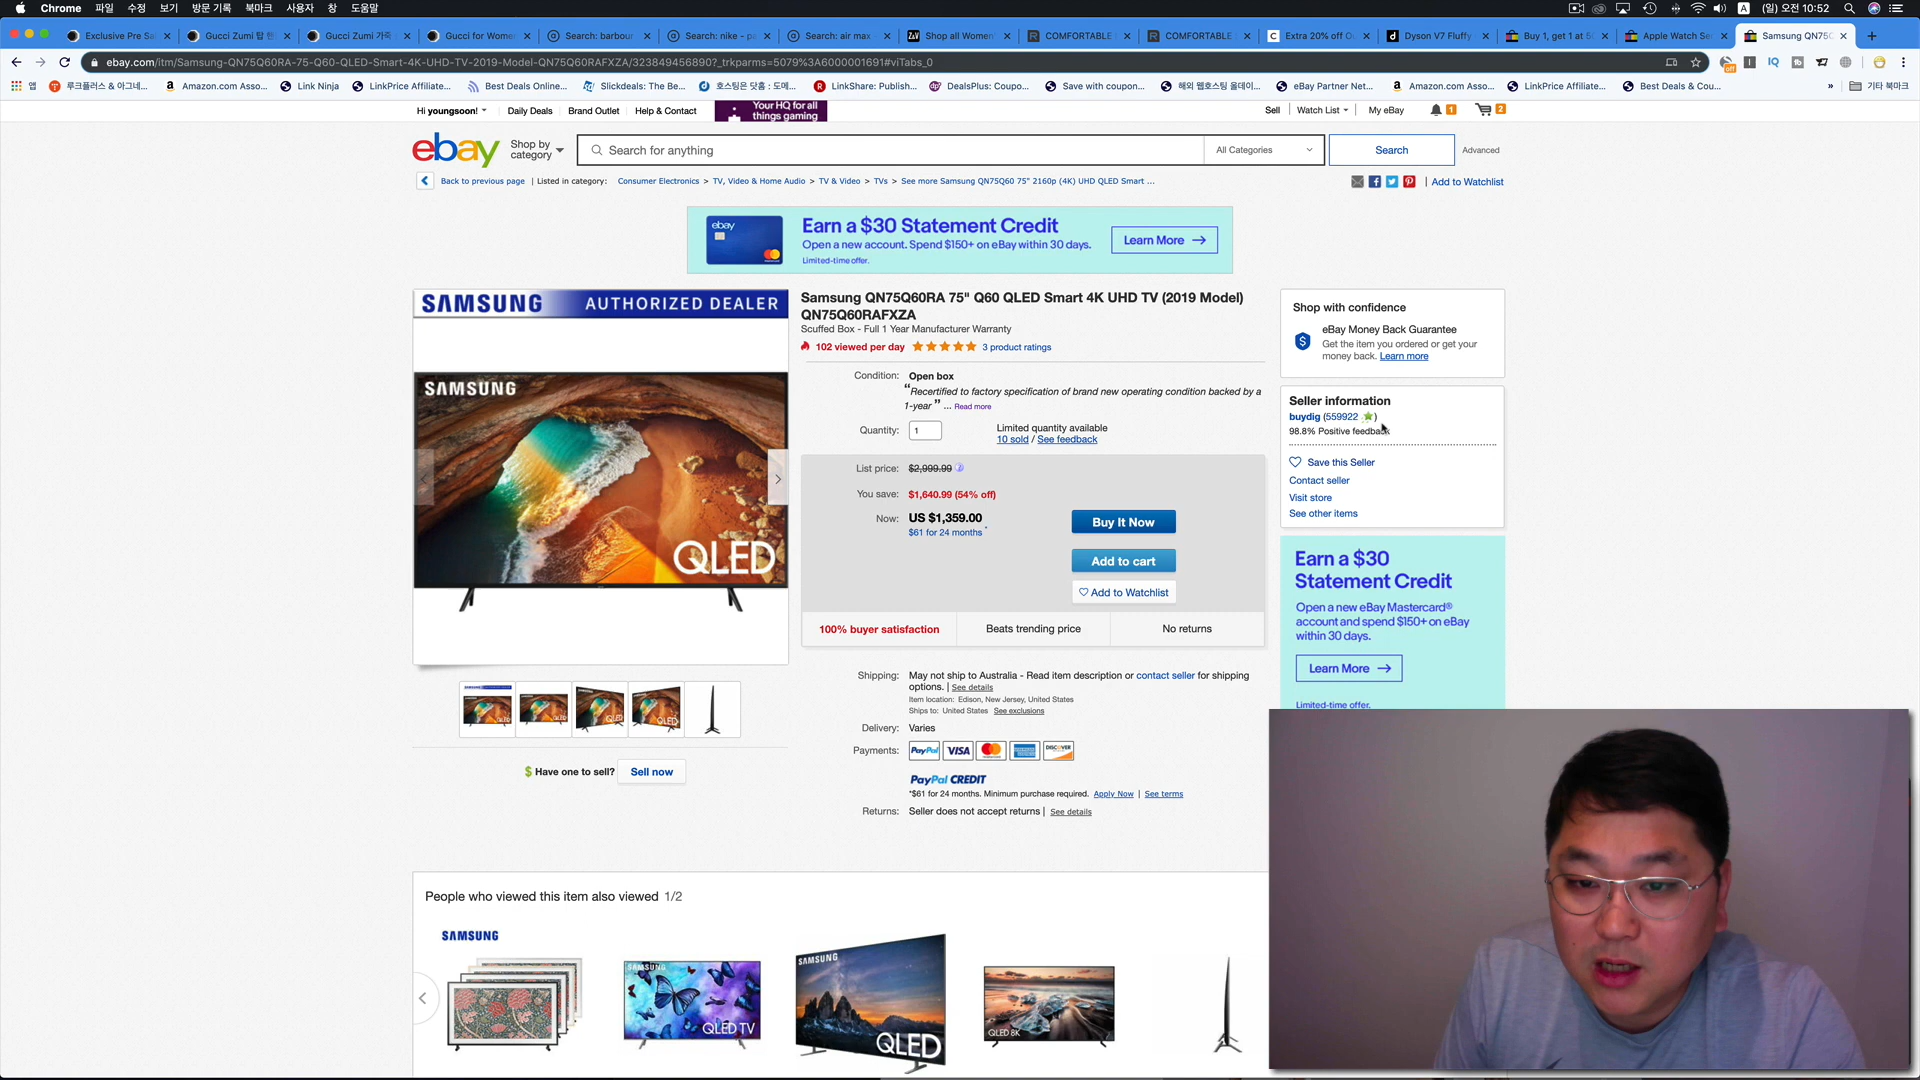 Chrome 파일 수정 보기 방문 기록 북마크 사용자 창 도움말
A (일) 오전 10:52
Exclusive Pre Sa
Gucci Zumi 탑 핸
Gucci Zumi 가죽
Gucci for Wome
Search: barbour
Search: nike - pa
Search: air max
Shop all Women
COMFORTABLE
COMFORTABLE
Extra 20% off O
Dyson V7 Fluffy
Buy 1, get 1 at 5
Apple Watch Se
Samsung QN75
ebay.com/itm/Samsung-QN75Q60RA-75-Q60-QLED-Smart-4K-UHD-TV-2019-Model-QN75Q60RAFXZA/323849456890?_trkparms=5079%3A6000001691#viTabs_0
앱
루크플러스 & 아그네...
Amazon.com Asso...
Link Ninja
LinkPrice Affiliate...
Best Deals Online...
Slickdeals: The Be...
호스팅은 닷홈 : 도메...
LinkShare: Publish...
DealsPlus: Coupo...
Save with coupon...
해외 웹호스팅 올데이...
eBay Partner Net...
Amazon.com Asso...
LinkPrice Affiliate...
Best Deals & Cou...
»
기타 북마크
Hi youngsoon!
Daily Deals
Brand Outlet
Help & Contact
Your HQ for all
things gaming
Sell
Watch List
My eBay
1
2
ebay
Shop by
category
Search for anything
All Categories
Search
Advanced
Back to previous page | Listed in category: Consumer Electronics > TV, Video & Home Audio > TV & Video > TVs > See more Samsung QN75Q60 75" 2160p (4K) UHD QLED Smart ...
| Add to Watchlist
ebay
Earn a $30 Statement Credit
Open a new account. Spend $150+ on eBay within 30 days.
Limited-time offer.
Learn More →
SAMSUNG AUTHORIZED DEALER
SAMSUNG
QLED
Samsung QN75Q60RA 75" Q60 QLED Smart 4K UHD TV (2019 Model)
QN75Q60RAFXZA
Scuffed Box - Full 1 Year Manufacturer Warranty
102 viewed per day
3 product ratings
Condition: Open box
“Recertified to factory specification of brand new operating condition backed by a
1-year ” ... Read more
Quantity: 1
Limited quantity available
10 sold / See feedback
List price: $2,999.99
You save: $1,640.99 (54% off)
Now: US $1,359.00
$61 for 24 months *
Buy It Now
Add to cart
Add to Watchlist
100% buyer satisfaction
Beats trending price
No returns
Shipping: May not ship to Australia - Read item description or contact seller for shipping
options. | See details
Item location: Edison, New Jersey, United States
Ships to: United States See exclusions
Delivery: Varies
Payments: PayPal VISA DISCOVER
PayPal CREDIT
*$61 for 24 months. Minimum purchase required. Apply Now | See terms
Returns: Seller does not accept returns | See details
Have one to sell? Sell now
Shop with confidence
eBay Money Back Guarantee
Get the item you ordered or get your
money back. Learn more
Seller information
buydig (559922 )
98.8% Positive feedback
Save this Seller
Contact seller
Visit store
See other items
Earn a $30
Statement Credit
Open a new eBay Mastercard®
account and spend $150+ on eBay
within 30 days.
Learn More →
Limited-time offer.
People who viewed this item also viewed 1/2
SAMSUNG
SAMSUNG
QLED TV
SAMSUNG
QLED
QLED 8K